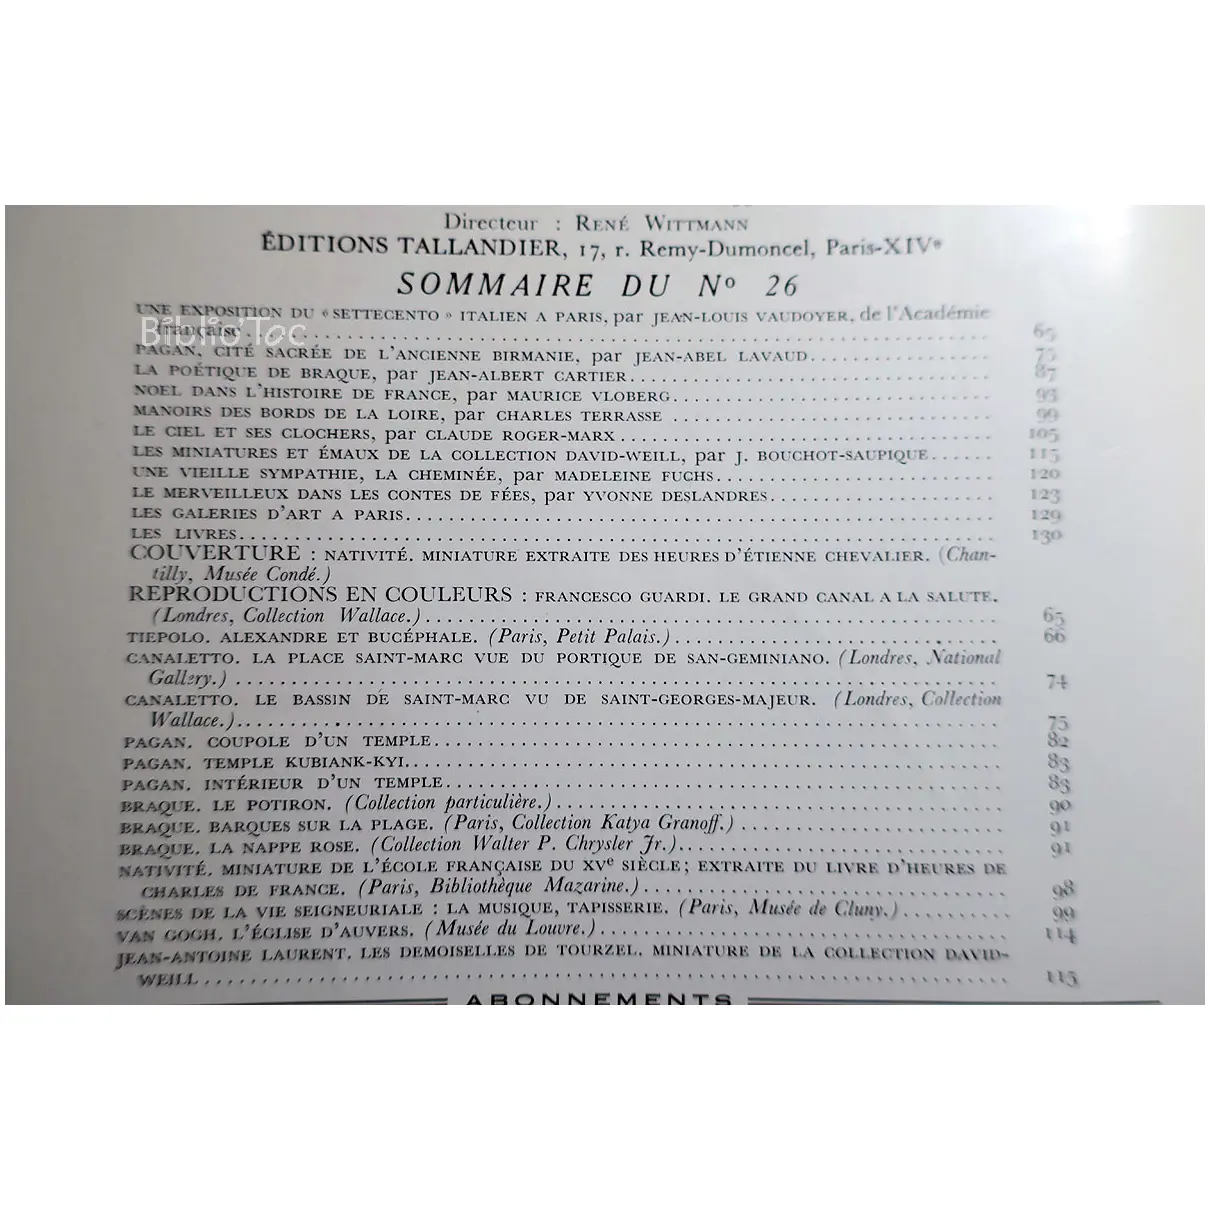 Directeur : RENÉ WITTMANN
ÉDITIONS TALLANDIER, 17, r. Remy-Dumoncel, Paris-XIVe
SOMMAIRE DU No 26
UNE EXPOSITION DU « SETTECENTO » ITALIEN A PARIS, par JEAN-LOUIS VAUDOYER, de l'Académie
française 65
Biblio'Toc
PAGAN, CITÉ SACRÉE DE L'ANCIENNE BIRMANIE, par JEAN-ABEL LAVAUD 75
LA POÉTIQUE DE BRAQUE, par JEAN-ALBERT CARTIER 87
NOEL DANS L'HISTOIRE DE FRANCE, par MAURICE VLOBERG 93
MANOIRS DES BORDS DE LA LOIRE, par CHARLES TERRASSE 99
LE CIEL ET SES CLOCHERS, par CLAUDE ROGER-MARX 105
LES MINIATURES ET ÉMAUX DE LA COLLECTION DAVID-WEILL, par J. BOUCHOT-SAUPIQUE 115
UNE VIEILLE SYMPATHIE, LA CHEMINÉE, par MADELEINE FUCHS 120
LE MERVEILLEUX DANS LES CONTES DE FÉES, par YVONNE DESLANDRES 123
LES GALERIES D'ART A PARIS 129
LES LIVRES 130
COUVERTURE : NATIVITÉ. MINIATURE EXTRAITE DES HEURES D'ÉTIENNE CHEVALIER. (Chan-
tilly, Musée Condé.)
REPRODUCTIONS EN COULEURS : FRANCESCO GUARDI. LE GRAND CANAL A LA SALUTE.
(Londres, Collection Wallace.) 65
TIEPOLO. ALEXANDRE ET BUCÉPHALE. (Paris, Petit Palais.) 66
CANALETTO. LA PLACE SAINT-MARC VUE DU PORTIQUE DE SAN-GEMINIANO. (Londres, National
Gallery.) 74
CANALETTO. LE BASSIN DE SAINT-MARC VU DE SAINT-GEORGES-MAJEUR. (Londres, Collection
Wallace.) 75
PAGAN. COUPOLE D'UN TEMPLE 82
PAGAN. TEMPLE KUBIANK-KYI 83
PAGAN. INTÉRIEUR D'UN TEMPLE 83
BRAQUE. LE POTIRON. (Collection particulière.) 90
BRAQUE. BARQUES SUR LA PLAGE. (Paris, Collection Katya Granoff.) 91
BRAQUE. LA NAPPE ROSE. (Collection Walter P. Chrysler Jr.) 91
NATIVITÉ. MINIATURE DE L'ÉCOLE FRANÇAISE DU XVe SIÈCLE; EXTRAITE DU LIVRE D'HEURES DE
CHARLES DE FRANCE. (Paris, Bibliothèque Mazarine.) 98
SCÈNES DE LA VIE SEIGNEURIALE : LA MUSIQUE, TAPISSERIE. (Paris, Musée de Cluny.) 99
VAN GOGH. L'ÉGLISE D'AUVERS. (Musée du Louvre.) 114
JEAN-ANTOINE LAURENT. LES DEMOISELLES DE TOURZEL. MINIATURE DE LA COLLECTION DAVID-
WEILL 115
ABONNEMENTS